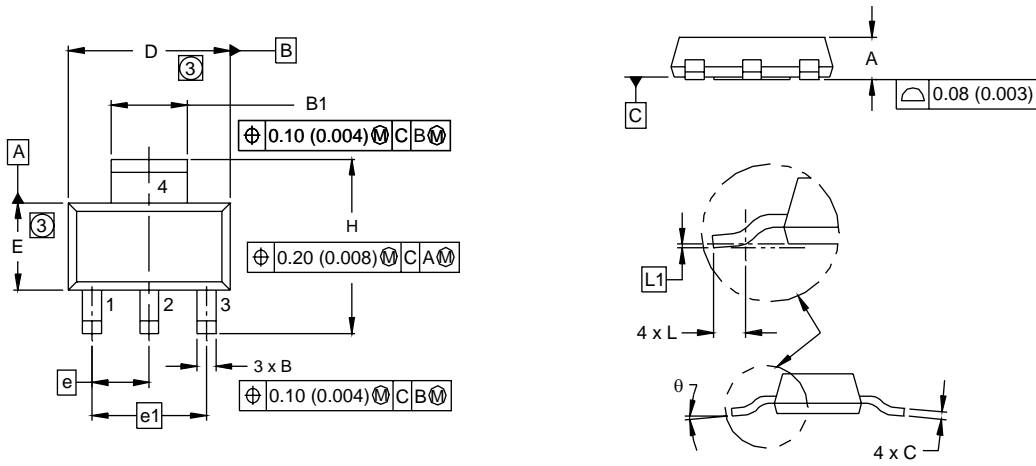 D
B
3
B1
0.10 (0.004) M C B M
A
4
3
E
H
0.20 (0.008) M C A M
1
2
3
3 x B
e
e1
0.10 (0.004) M C B M
A
C
0.08 (0.003)
L1
4 x L
θ
4 x C